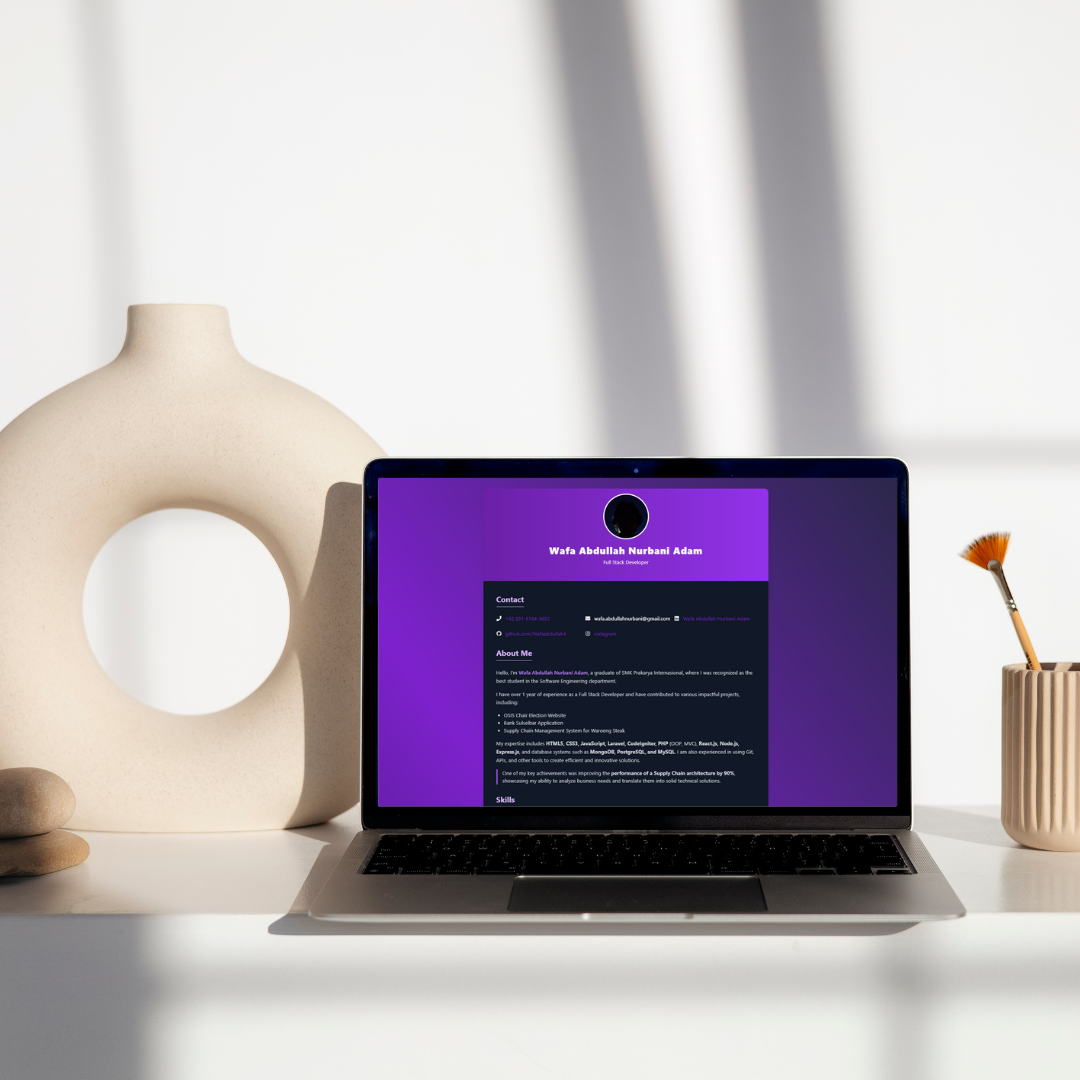 Wafa Abdullah Nurbani Adam
Full Stack Developer
Contact
wafa.abdullahnurbani@gmail.com
Wafa Abdullah Nurbani Adam
Instagram
About Me
Hello, I'm Wafa Abdullah Nurbani Adam, a graduate of SMK Prakarya Internasional, where I was recognized as the
best student in the Software Engineering department.
I have over 1 year of experience as a Full Stack Developer and have contributed to various impactful projects,
including:
OSIS Chair Election Website
Bank Sulselbar Application
Supply Chain Management System for Waroeng Steak
My expertise includes HTML5, CSS3, JavaScript, Laravel, CodeIgniter, PHP (OOP, MVC), React.js, Node.js,
Express.js, and database systems such as MongoDB, PostgreSQL, and MySQL. I am also experienced in using Git,
APIs, and other tools to create efficient and innovative solutions.
One of my key achievements was improving the performance of a Supply Chain architecture by 90%,
showcasing my ability to analyze business needs and translate them into solid technical solutions.
Skills